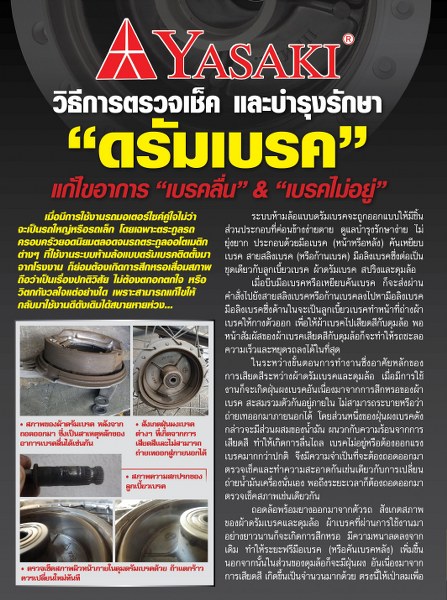 YASAKI®
วิธีการตรวจเช็ค และบำรุงรักษา
“ดรัมเบรค”
แก้ไขอาการ “เบรคลื่น” & “เบรคไม่อยู่”
เมื่อมีการใช้งานรถมอเตอร์ไซค์คู่ใจไม่ว่า
จะเป็นรถใหญ่หรือรถเล็ก โดยเฉพาะตระกูลรถ
ครอบครัวยอดนิยมตลอดจนรถตระกูลออโตเมติก
ต่างๆ ที่ใช้งานระบบห้ามล้อแบบดรัมเบรคติดตั้งมา
จากโรงงาน ก็ย่อมต้องเกิดการสึกหรอเสื่อมสภาพ
ถือว่าเป็นเรื่องปกติวิสัย ไม่ต้องตกอกตกใจ หรือ
วิตกกังวลใจแต่อย่างใด เพราะสามารถแก้ไขให้
กลับมาใช้งานดีดังเดิมได้สบายหายห่วง...
• สภาพของผ้าดรัมเบรค หลังจาก
ถอดออกมา ซึ่งเป็นสาเหตุหลักของ
อาการเบรคลื่นได้เช่นกัน
• สังเกตฝุ่นผงเบรค
ต่างๆ ที่เกิดจากการ
สึกและไม่สามารถ
ถ่ายเทออกสู่ภายนอกได้
• สภาพความสกปรกของ
ลูกเบี้ยวเบรค
• ตรวจเช็คสภาพผิวหน้าภายในดุมดรัมเบรคด้วย ถ้าแตกร้าว
ควรเปลี่ยนใหม่ทันที
ระบบห้ามล้อแบบดรัมเบรคจะถูกออกแบบให้มีชิ้น
ส่วนประกอบที่ค่อนข้างง่ายดาย ดูแลบำรุงรักษาง่าย ไม่
ยุ่งยาก ประกอบด้วยมือเบรค (หน้าหรือหลัง) คันเหยียบ
เบรค สายสลิงเบรค (หรือก้านเบรค) มือลิงเบรคซึ่งต่อเป็น
ชุดเดียวกับลูกเบี้ยวเบรค ผ้าดรัมเบรค สปริงและดุมล้อ
เมื่อบีบมือเบรคหรือเหยียบคันเบรค ก็จะส่งผ่าน
คำสั่งไปยังสายสลิงเบรคหรือก้านเบรคลงไปหามือลิงเบรค
มือลิงเบรคซึ่งด้านในจะเป็นลูกเบี้ยวเบรคทำหน้าที่ถ่างผ้า
เบรคให้กางตัวออก เพื่อให้ผ้าเบรคไปเสียดสีกับดุมล้อ พอ
หน้าสัมผัสของผ้าเบรคเสียดสีกับดุมล้อก็จะทำให้รถชะลอ
ความเร็วและหยุดรถลงได้ในที่สุด
ในระหว่างขั้นตอนการทำงานซึ่งอาศัยหลักของ
การเสียดสีระหว่างผ้าดรัมเบรคและดุมล้อ เมื่อมีการใช้
งานก็จะเกิดฝุ่นผงเบรคอันเนื่องมาจากการสึกหรอของผ้า
เบรค สะสมรวมตัวกันอยู่ภายใน ไม่สามารถระบายหรือ
ถ่ายเทออกมาภายนอกได้ โดยส่วนหนึ่งของฝุ่นผงเบรคดัง
กล่าวจะมีส่วนผสมของน้ำมัน ผนวกกับความร้อนจากการ
เสียดสี ทำให้เกิดการลื่นไถล เบรคไม่อยู่หรือต้องออกแรง
เบรคมากกว่าปกติ จึงมีความจำเป็นที่จะต้องถอดออกมา
ตรวจเช็คและทำความสะอาดกันเช่นเดียวกับการเปลี่ยน
ถ่ายน้ำมันเครื่องนั่นเอง พอถึงระยะเวลาก็ต้องถอดออกมา
ตรวจเช็คสภาพเช่นเดียวกัน
ถอดล้อพร้อมยางออกมาจากตัวรถ สังเกตสภาพ
ของผ้าดรัมเบรคและดุมล้อ ผ้าเบรคที่ผ่านการใช้งานมา
อย่างยาวนานก็จะเกิดการสึกหรอ มีความหนาลดลงจาก
เดิม ทำให้ระยะฟรีมือเบรค (หรือคันเบรคหลัง) เพิ่มขึ้น
นอกจากนั้นในส่วนของดุมล้อก็จะมีฝุ่นผง อันเนื่องมาจาก
การเสียดสี เกิดขึ้นเป็นจำนวนมากด้วย ตรงนี้ให้เป่าลมเพื่อ